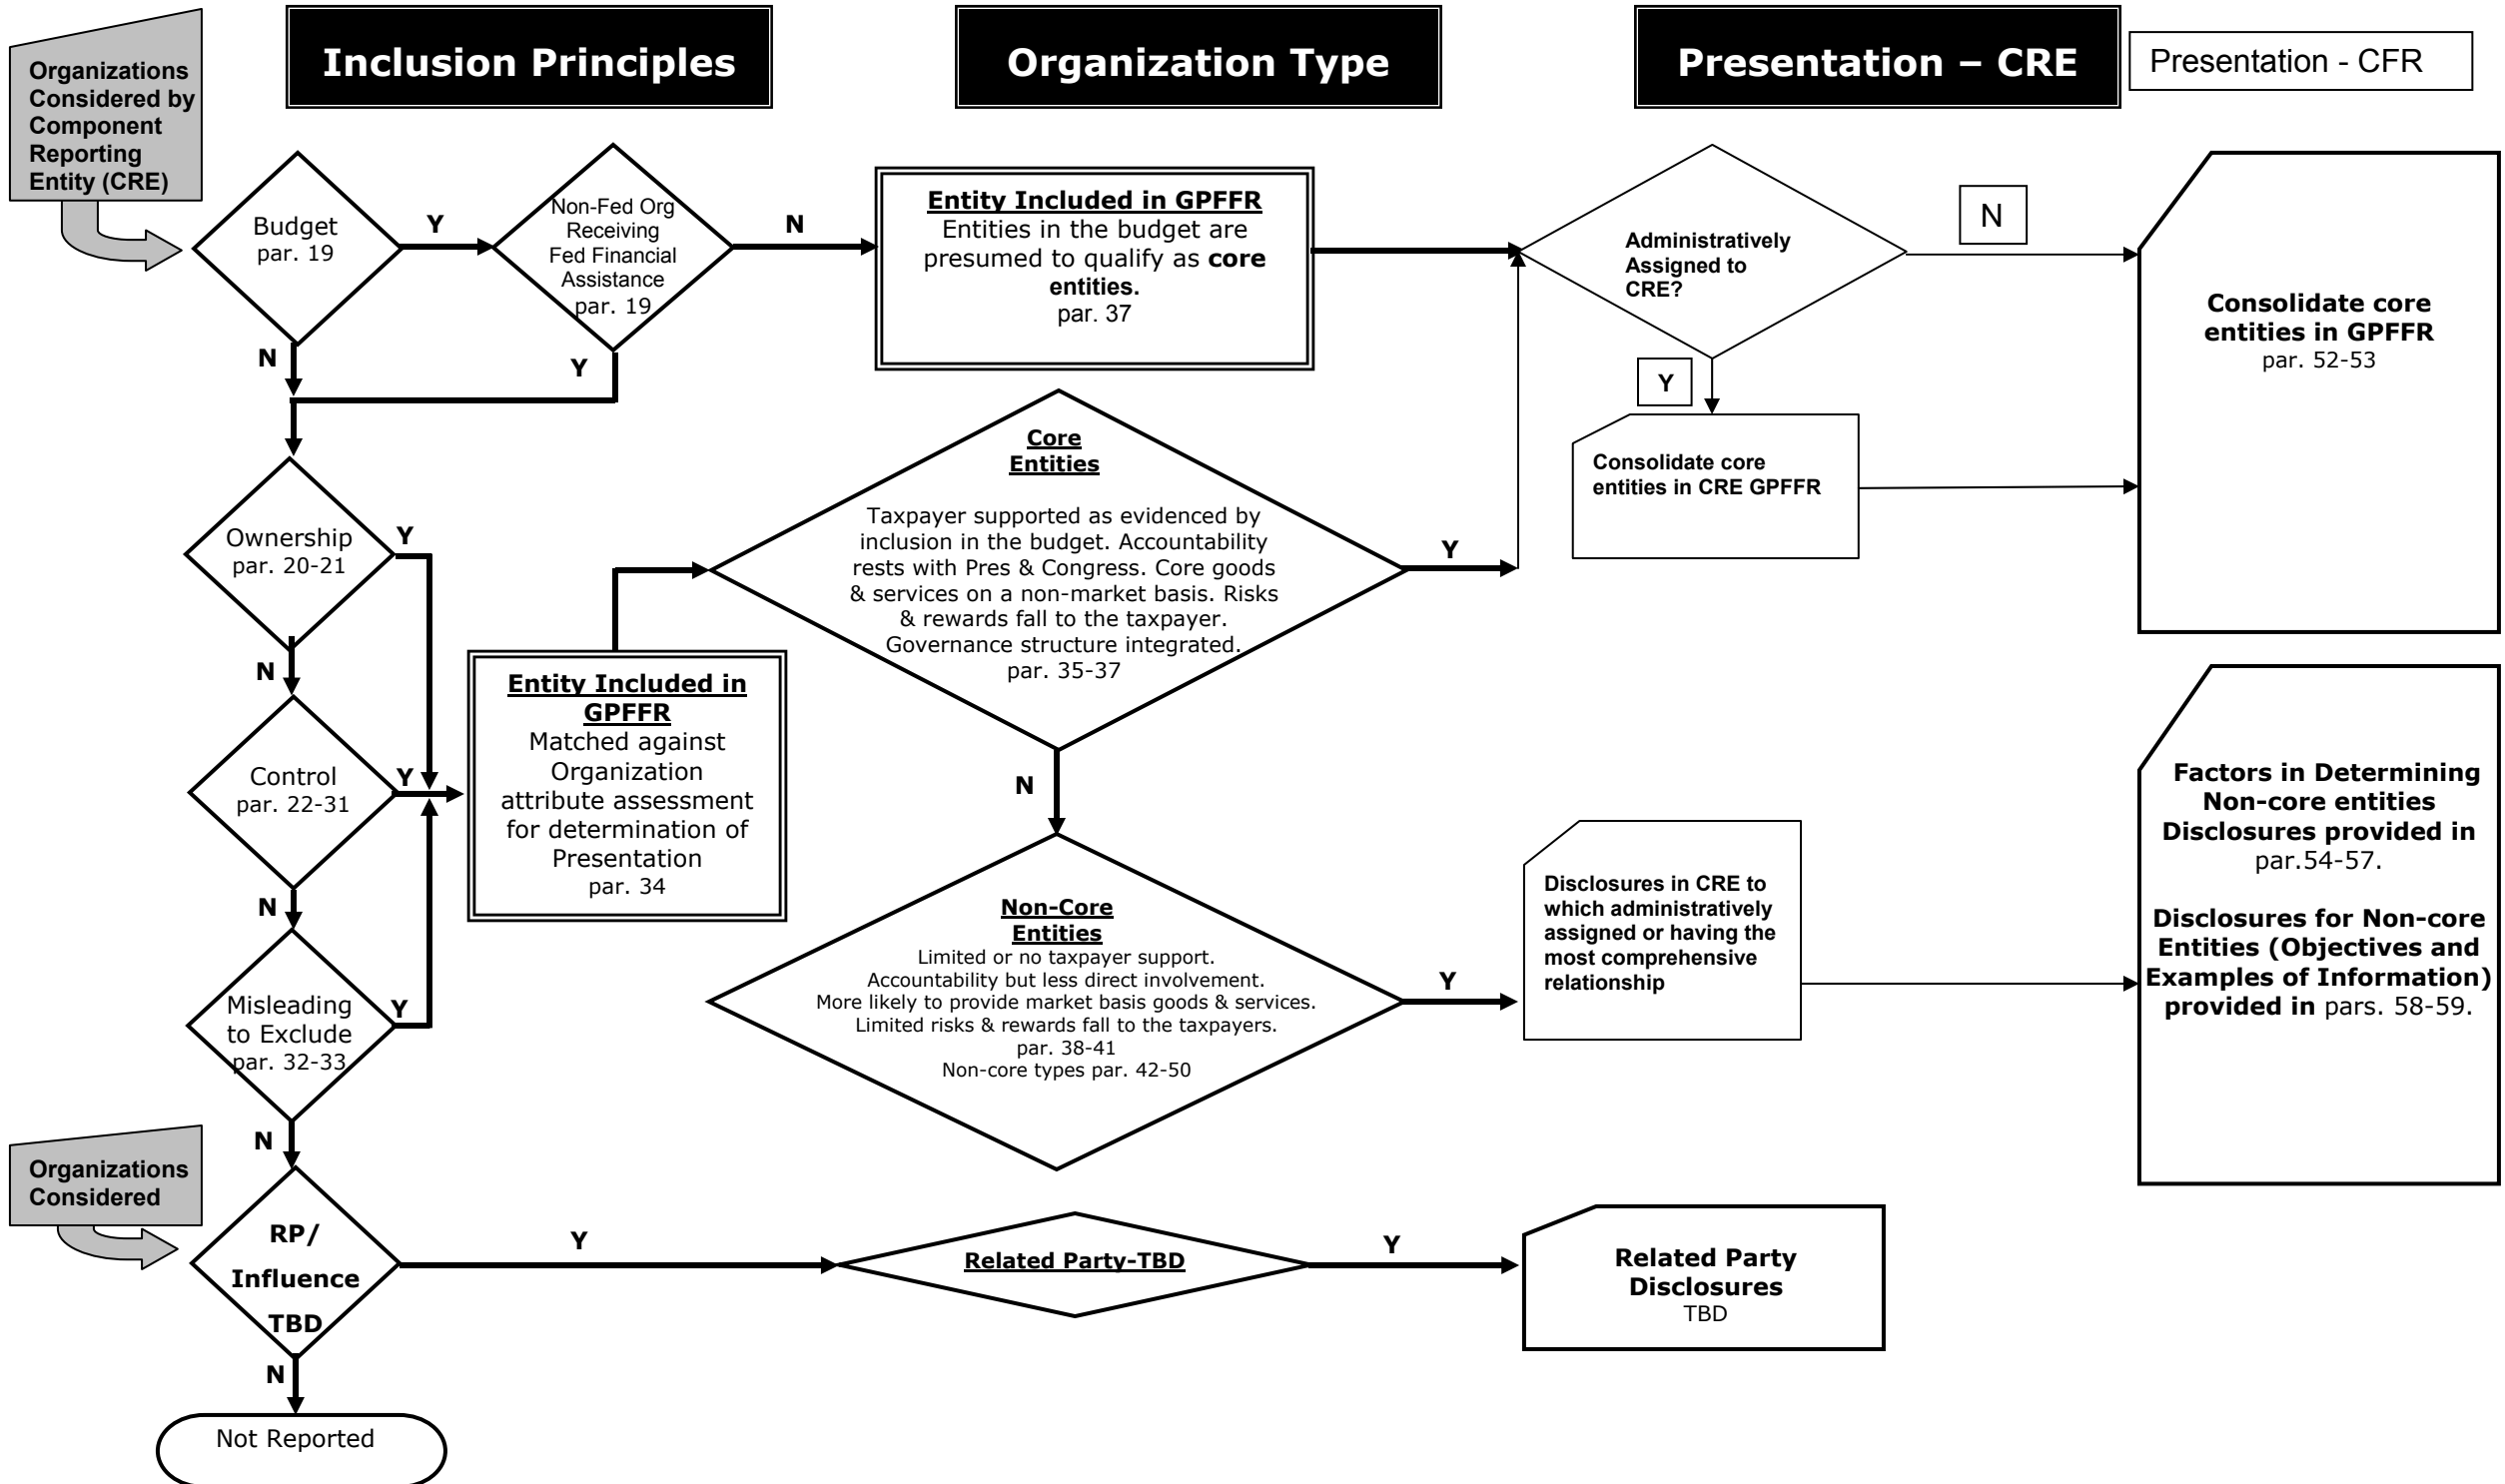 Organizations
Considered by
Component
Reporting
Entity (CRE)
Inclusion Principles
Organization Type
Presentation – CRE
Presentation - CFR
Budget
par. 19
Y
N
Non-Fed Org
Receiving
Fed Financial
Assistance
par. 19
N
Y
Entity Included in GPFFR
Entities in the budget are
presumed to qualify as core
entities.
par. 37
Administratively
Assigned to
CRE?
N
Y
Consolidate core
entities in CRE GPFFR
Consolidate core
entities in GPFFR
par. 52-53
Ownership
par. 20-21
Y
N
Control
par. 22-31
Y
N
Misleading
to Exclude
par. 32-33
Y
N
Entity Included in
GPFFR
Matched against
Organization
attribute assessment
for determination of
Presentation
par. 34
Core
Entities
Taxpayer supported as evidenced by
inclusion in the budget. Accountability
rests with Pres & Congress. Core goods
& services on a non-market basis. Risks
& rewards fall to the taxpayer.
Governance structure integrated.
par. 35-37
Y
N
Non-Core
Entities
Limited or no taxpayer support.
Accountability but less direct involvement.
More likely to provide market basis goods & services.
Limited risks & rewards fall to the taxpayers.
par. 38-41
Non-core types par. 42-50
Y
Disclosures in CRE to
which administratively
assigned or having the
most comprehensive
relationship
Factors in Determining
Non-core entities
Disclosures provided in
par.54-57.
Disclosures for Non-core
Entities (Objectives and
Examples of Information)
provided in pars. 58-59.
Organizations
Considered
RP/
Influence
TBD
Y
N
Related Party-TBD
Y
Related Party
Disclosures
TBD
Not Reported